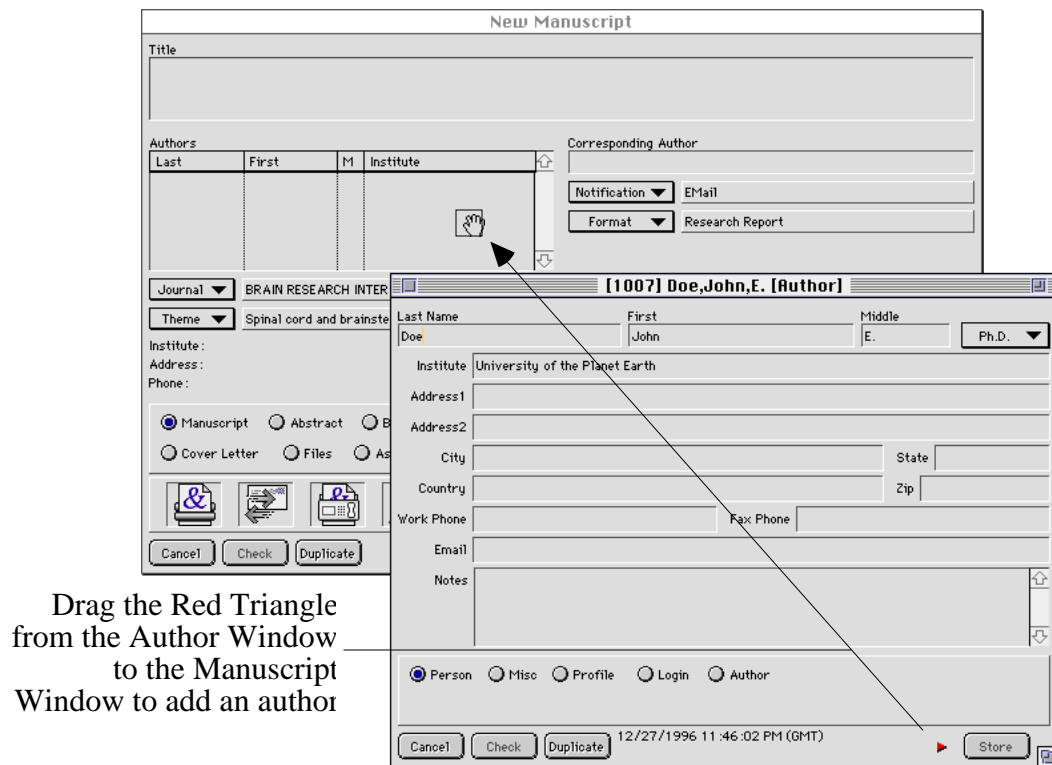 New Manuscript
Title
Authors
Corresponding Author
Last First M Institute
Notification EMail
Format Research Report
Journal BRAIN RESEARCH INTER
Theme Spinal cord and brainste
Institute:
Address:
Phone:
Manuscript Abstract B
Cover Letter Files As
&
&
Cancel Check Duplicate
[1007] Doe,John,E. [Author]
Last Name First Middle
Doe John E. Ph.D.
Institute University of the Planet Earth
Address1
Address2
City State
Country Zip
Work Phone Fax Phone
Email
Notes
Person Misc Profile Login Author
Cancel Check Duplicate 12/27/1996 11:46:02 PM (GMT) Store
Drag the Red Triangle
from the Author Window
to the Manuscript
Window to add an author